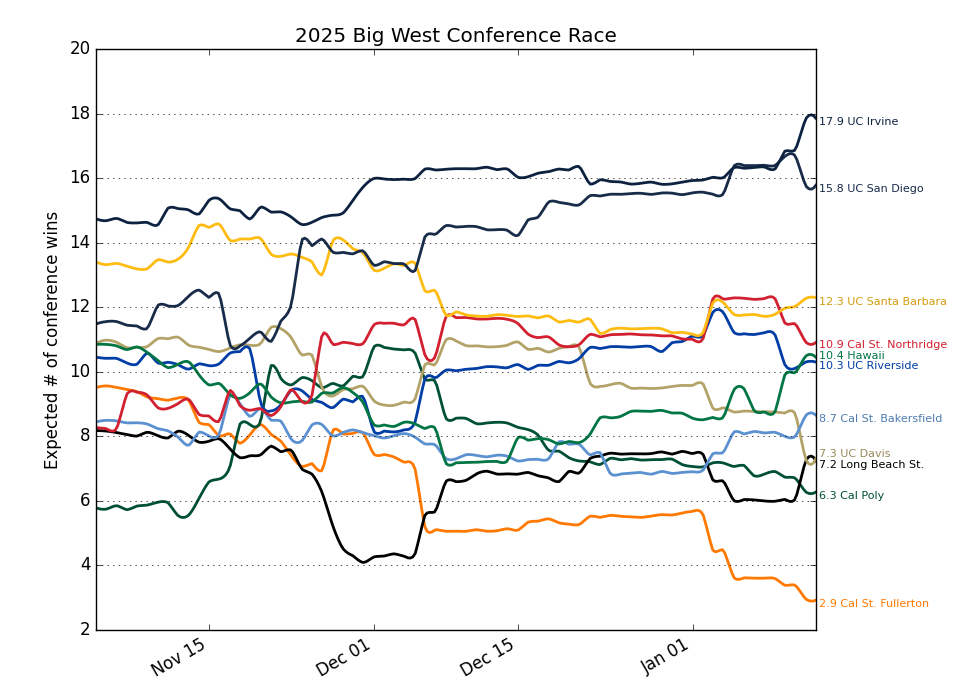 2025 Big West Conference Race
Expected # of conference wins
20
18
16
14
12
10
8
6
4
2
Nov 15
Dec 01
Dec 15
Jan 01
17.9 UC Irvine
15.8 UC San Diego
12.3 UC Santa Barbara
10.9 Cal St. Northridge
10.4 Hawaii
10.3 UC Riverside
8.7 Cal St. Bakersfield
7.3 UC Davis
7.2 Long Beach St.
6.3 Cal Poly
2.9 Cal St. Fullerton